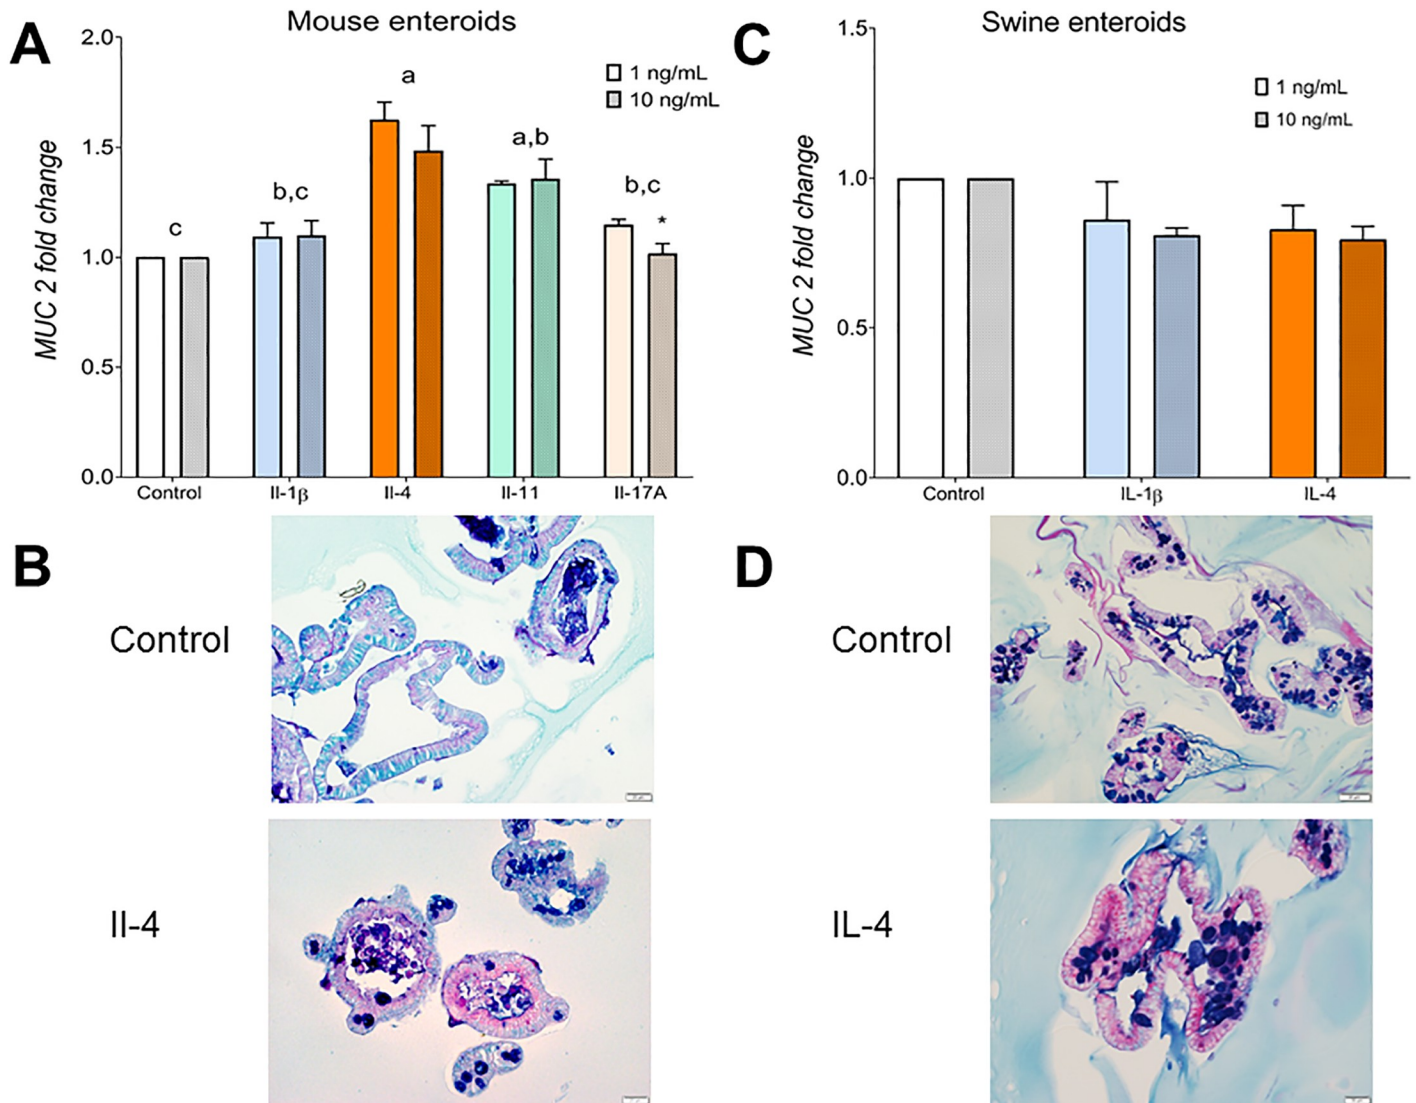 A
Mouse enteroids
MUC 2 fold change
2.0
1.5
1.0
0.5
0.0
1 ng/mL
10 ng/mL
c
b,c
a
a,b
b,c
*
Control
Il-1β
Il-4
Il-11
Il-17A
C
Swine enteroids
MUC 2 fold change
1.5
1.0
0.5
0.0
1 ng/mL
10 ng/mL
Control
IL-1β
IL-4
B
Control
Il-4
D
Control
IL-4